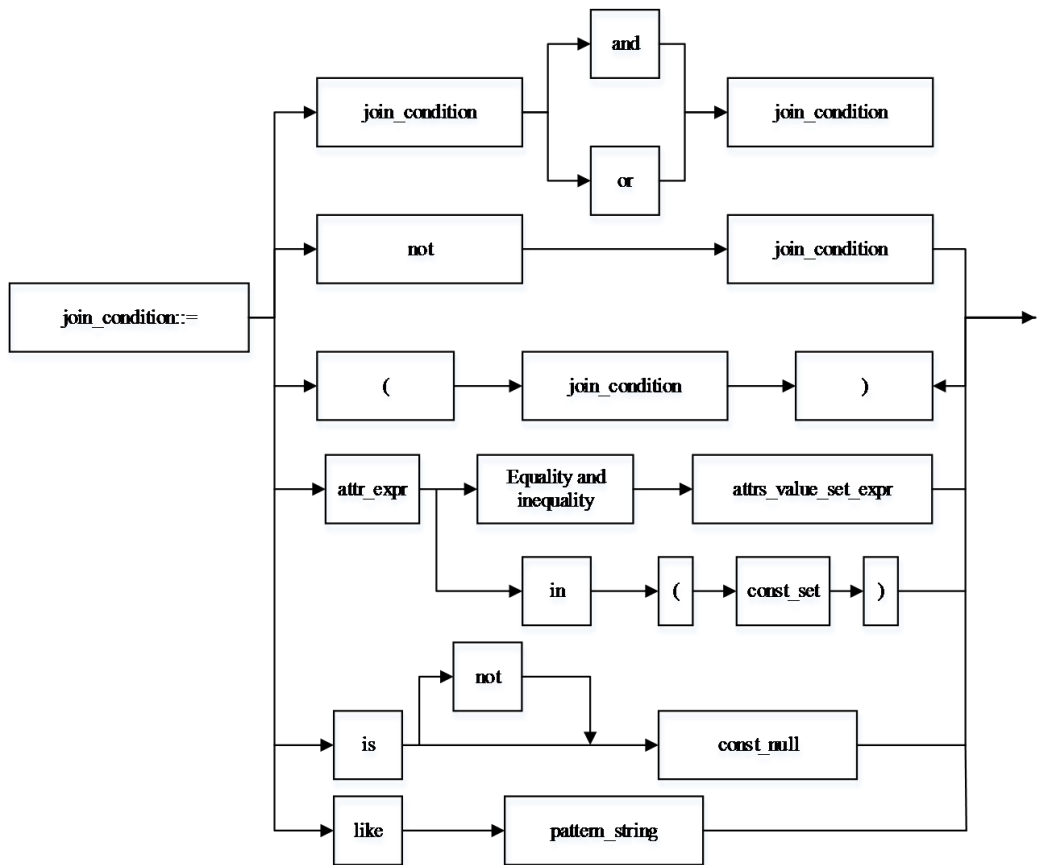 and
join_condition
join_condition
or
not
join_condition
join_condition::=
(
join_condition
)
attr_expr
Equality and
inequality
attrs_value_set_expr
in
(
const_set
)
not
is
const_null
like
pattern_string